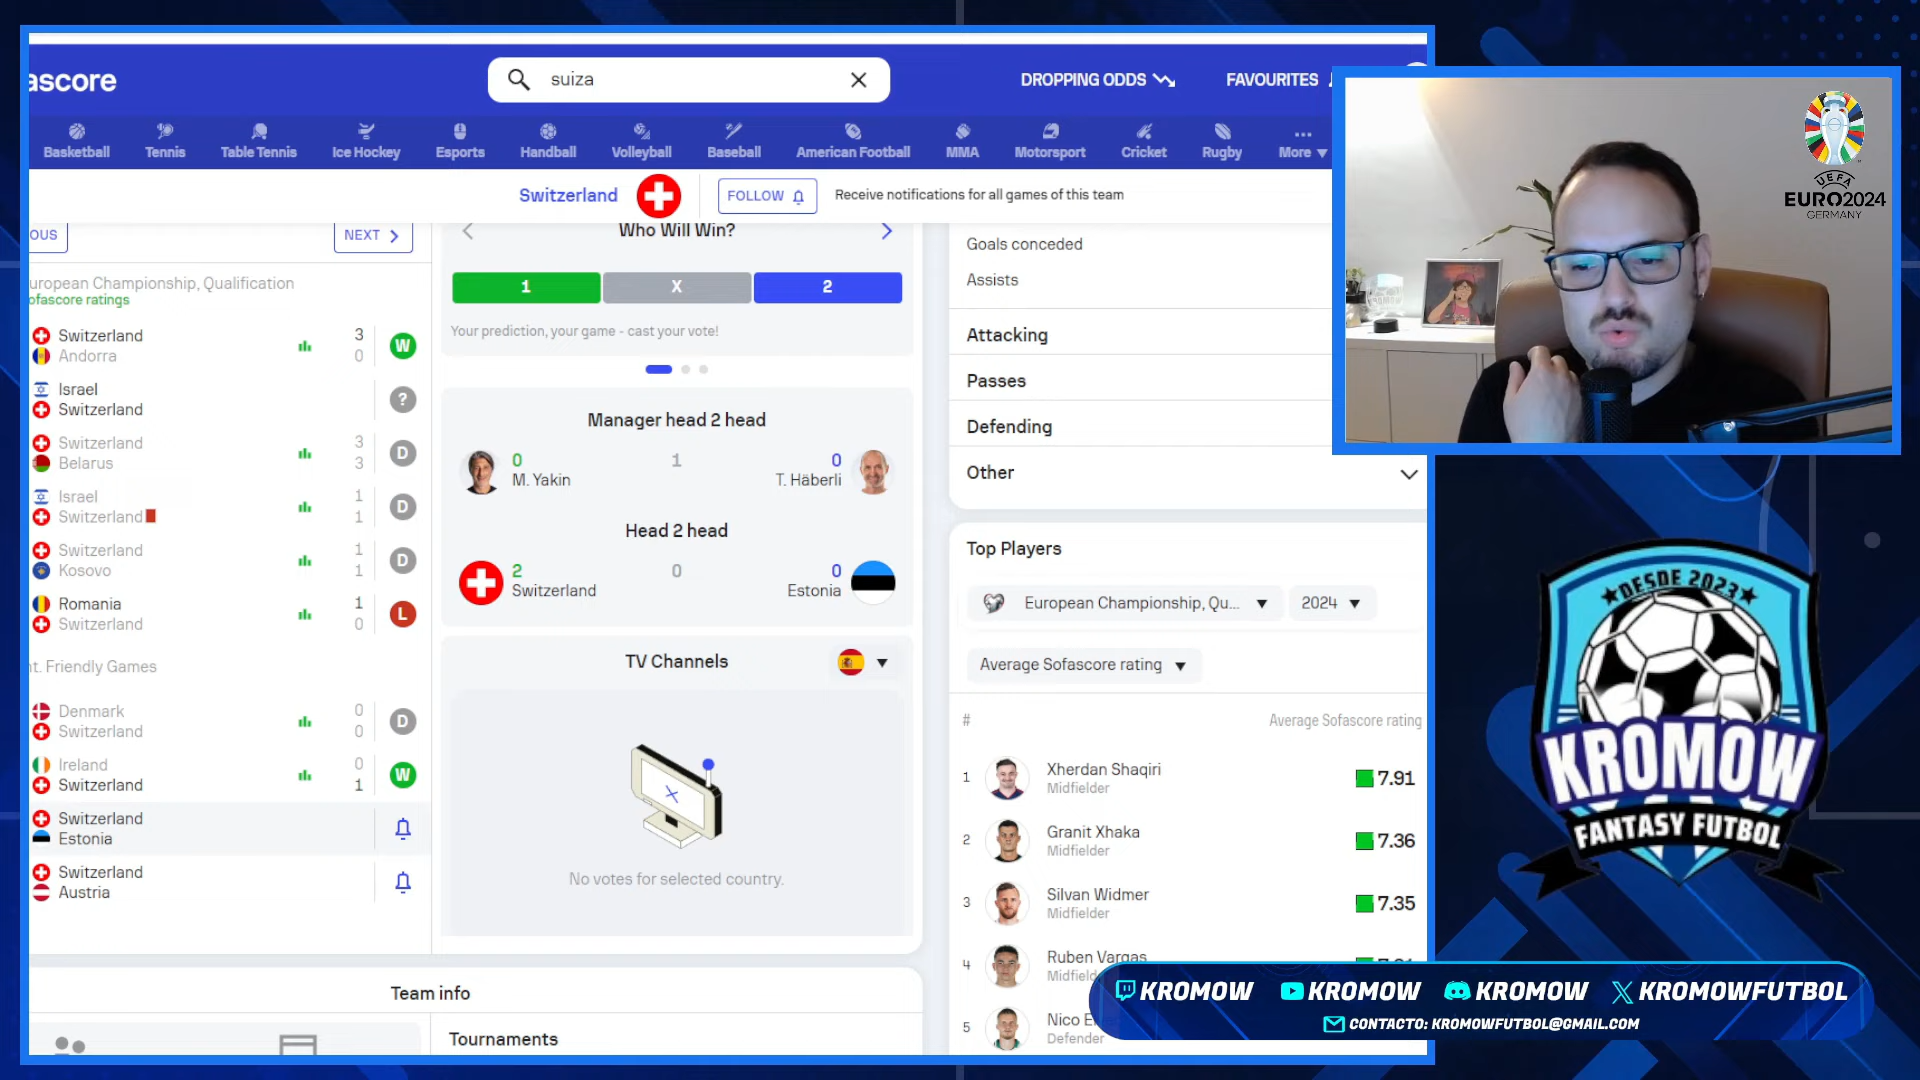 ascore
suiza
DROPPING ODDS
FAVOURITES
Basketball
Tennis
Table Tennis
Ice Hockey
Esports
Handball
Volleyball
Baseball
American Football
MMA
Motorsport
Cricket
Rugby
More
Switzerland
FOLLOW
Receive notifications for all games of this team
OUS
NEXT
uropean Championship, Qualification
ofascore ratings
Switzerland 3
Andorra 0
W
Israel
Switzerland
?
Switzerland 3
Belarus 3
D
Israel 1
Switzerland 1
D
Switzerland 1
Kosovo 1
D
Romania 1
Switzerland 0
L
nt. Friendly Games
Denmark 0
Switzerland 0
D
Ireland 0
Switzerland 1
W
Switzerland
Estonia
Switzerland
Austria
Who Will Win?
1 X 2
Your prediction, your game - cast your vote!
Manager head 2 head
0 1 0
M. Yakin T. Häberli
Head 2 head
2 0 0
Switzerland Estonia
TV Channels
No votes for selected country.
Team info
Tournaments
Goals conceded
Assists
Attacking
Passes
Defending
Other
Top Players
European Championship, Qu... 2024
Average Sofascore rating
# Average Sofascore rating
1 Xherdan Shaqiri 7.91
Midfielder
2 Granit Xhaka 7.36
Midfielder
3 Silvan Widmer 7.35
Midfielder
4 Ruben Vargas
Midfield
5 Nico E
Defender
UEFA
EURO2024
GERMANY
DESDE 2023
KROMOW
FANTASY FUTBOL
KROMOW KROMOW KROMOW KROMOWFUTBOL
CONTACTO: KROMOWFUTBOL@GMAIL.COM